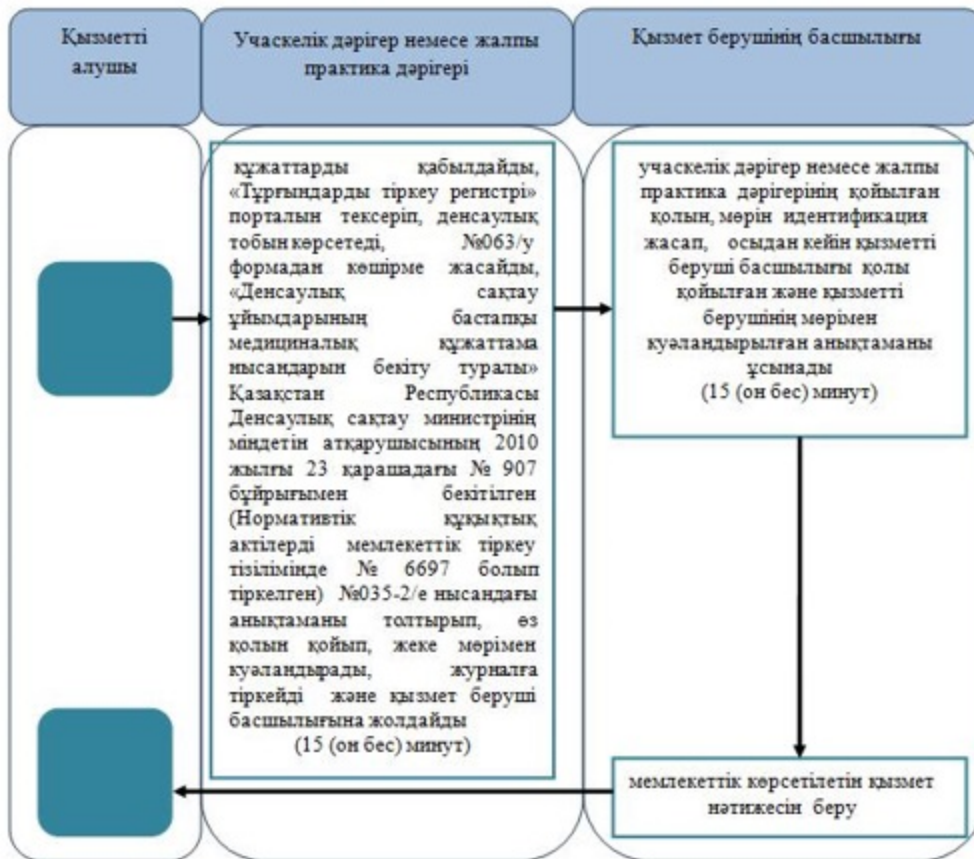 Қызметті
алушы
Учаскелік дәрігер немесе жалпы
практика дәрігері
Қызмет берушінің басшылығы
құжаттарды қабылдайды,
«Тұрғындарды тіркеу регистрі»
порталын тексеріп, денсаулық
тобын көрсетеді, №063/у
формадан көшірме жасайды,
«Денсаулық сақтау
ұйымдарының бастапқы
медициналық құжаттама
нысандарын бекіту туралы»
Қазақстан Республикасы
Денсаулық сақтау министрінің
міндетін атқарушысының 2010
жылғы 23 қарашадағы № 907
бұйрығымен бекітілген
(Нормативтік құқықтық
актілерді мемлекеттік тіркеу
тізілімінде № 6697 болып
тіркелген) №035-2/е нысандағы
анықтаманы толтырып, өз
қолын қойып, жеке мөрімен
куәландырады, журналға
тіркейді және қызмет беруші
басшылығына жолдайды
(15 (он бес) минут)
учаскелік дәрігер немесе жалпы
практика дәрігерінің қойылған
қолын, мөрін идентификация
жасап, осыдан кейін қызметті
беруші басшылығы қолы
қойылған және қызметті
берушінің мөрімен
куәландырылған анықтаманы
ұсынады
(15 (он бес) минут)
мемлекеттік көрсетілетін қызмет
нәтижесін беру